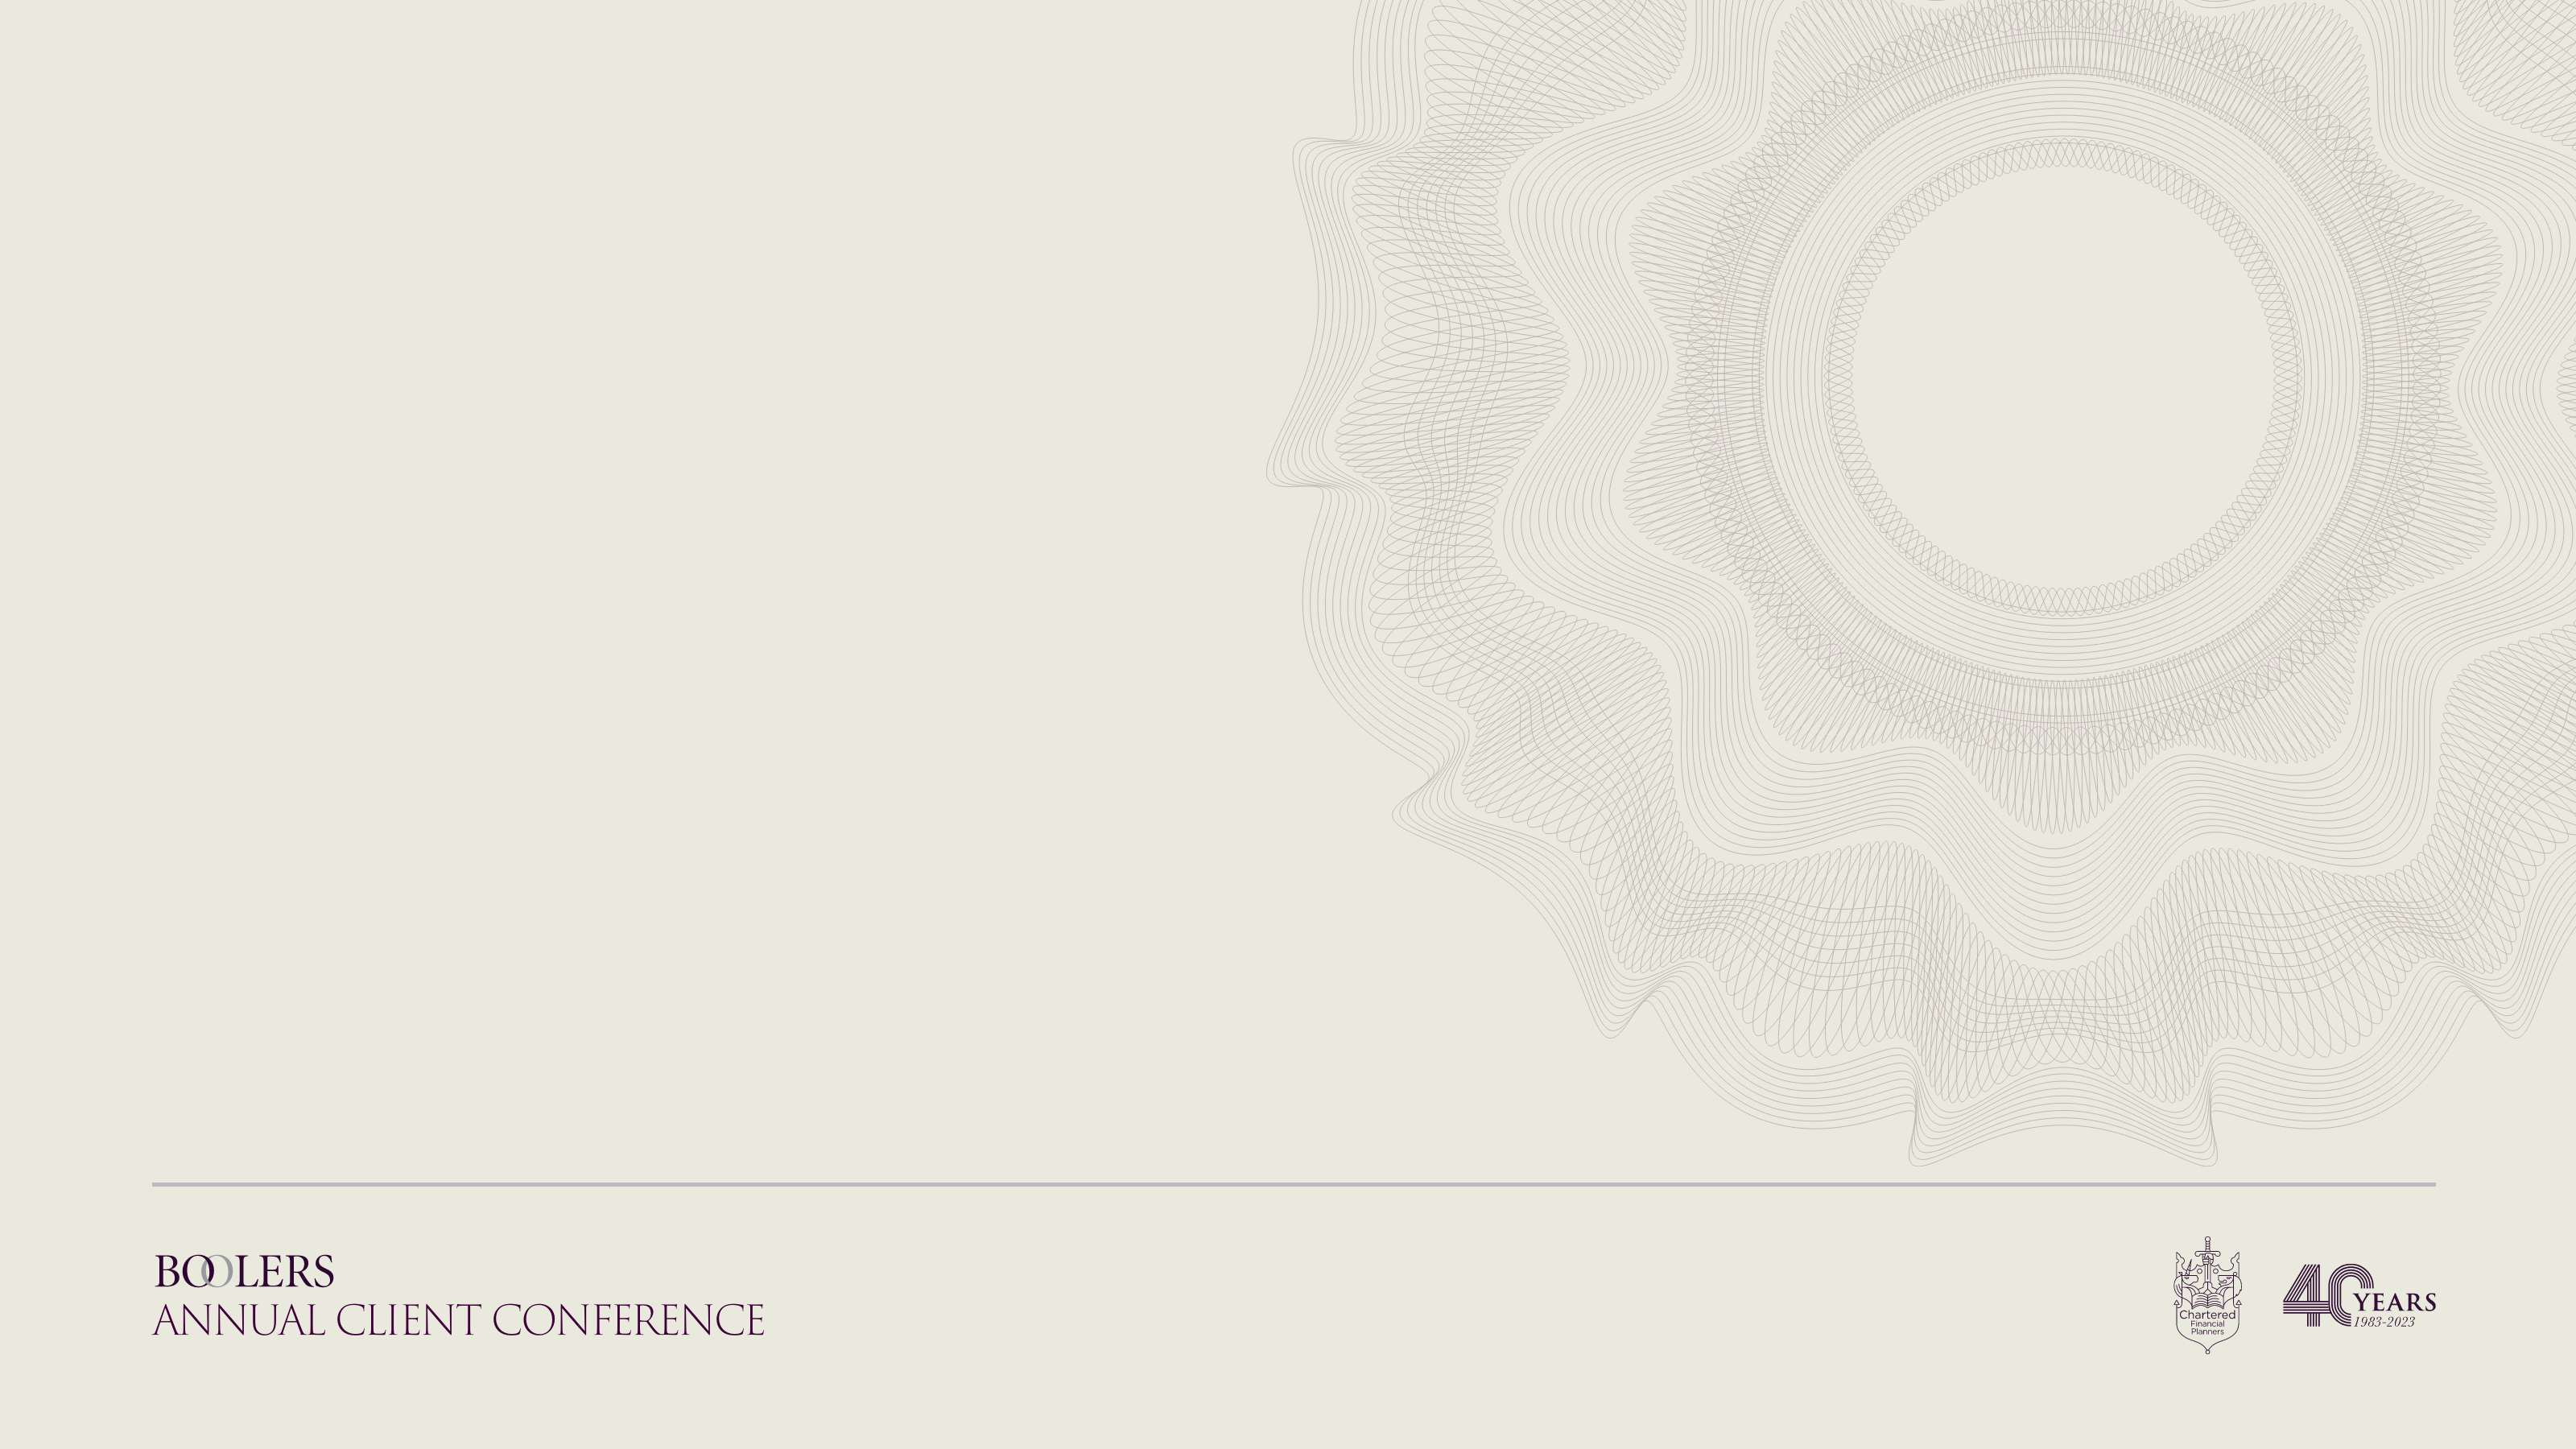 BOOLERS
ANNUAL CLIENT CONFERENCE
Chartered
Financial
Planners
40 YEARS
1983-2023